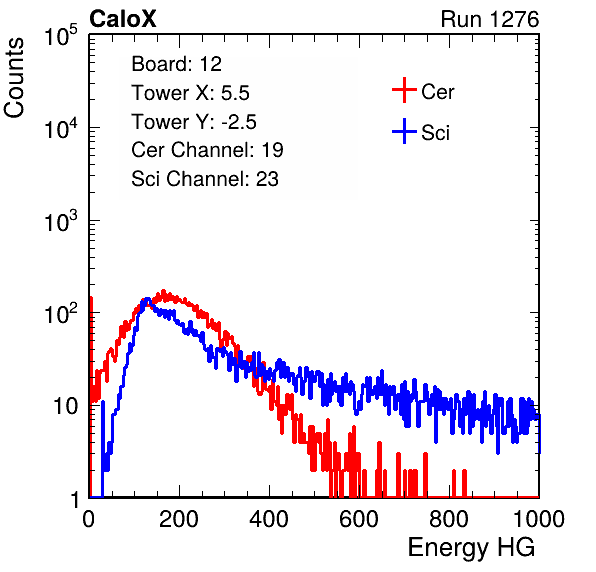 CaloX Run 1276
Counts
10^5
10^4
10^3
10^2
10
1
Board: 12
Tower X: 5.5
Tower Y: -2.5
Cer Channel: 19
Sci Channel: 23
Cer
Sci
0 200 400 600 800 1000
Energy HG